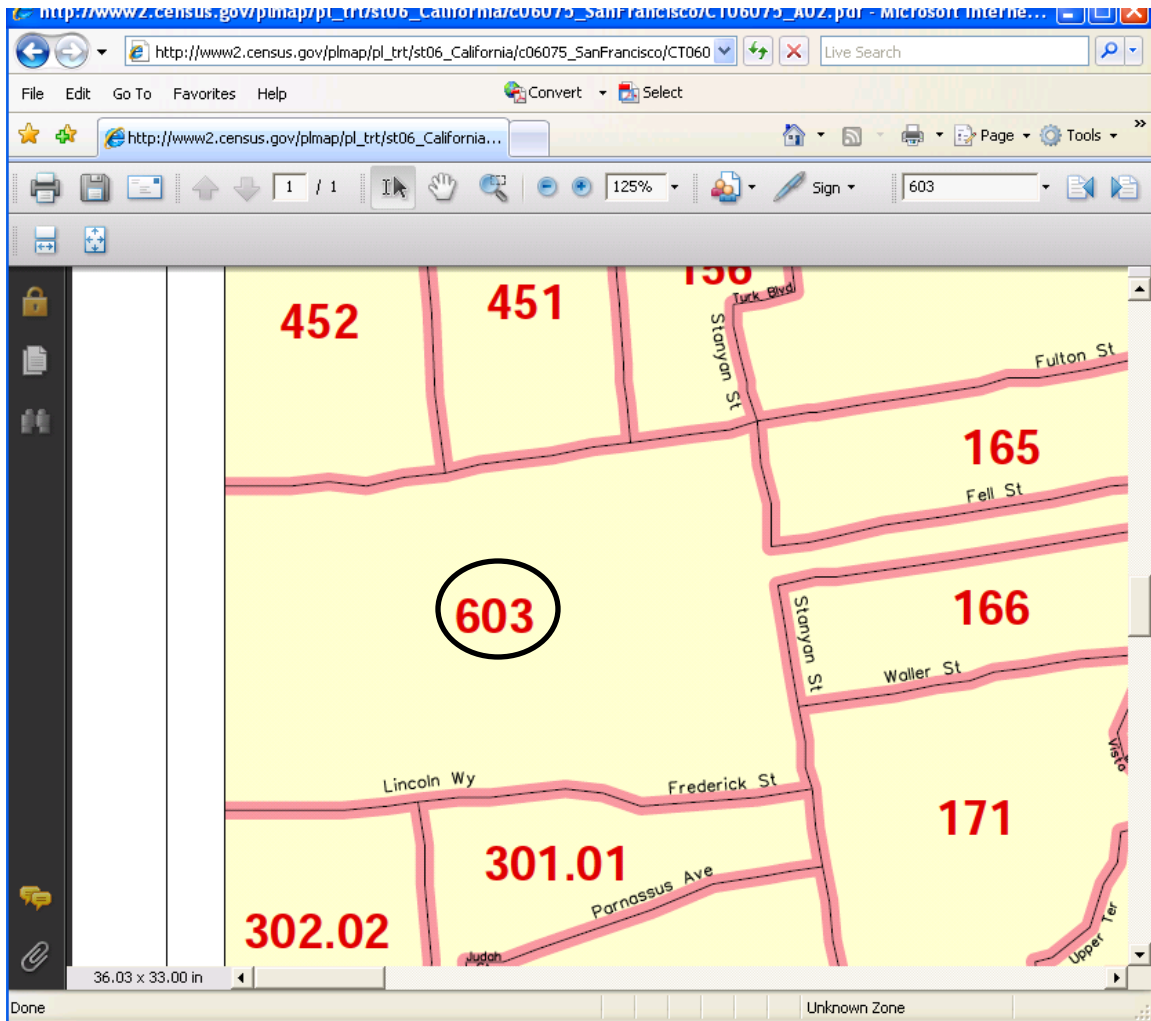 http://www2.census.gov/plmap/pl_trt/st06_California/c06075_SanFrancisco/CT06075_A02.pdf - Microsoft Interne...
http://www2.census.gov/plmap/pl_trt/st06_California/c06075_SanFrancisco/CT060
Live Search
File Edit Go To Favorites Help
Convert Select
http://www2.census.gov/plmap/pl_trt/st06_California...
Page Tools »
1 / 1
125%
Sign
603
452
451
156
Turk Blvd
Stanyan St
Fulton St
165
Fell St
603
166
Stanyan St
Waller St
Vista
Lincoln Wy
Frederick St
171
301.01
Parnassus Ave
302.02
Judah
Upper Ter
36.03 x 33.00 in
Done
Unknown Zone